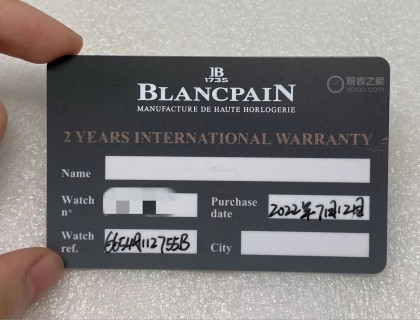 JB
1735
BLANCPAIN
MANUFACTURE DE HAUTE HORLOGERIE
腕表之家
xbiao.com
2 YEARS INTERNATIONAL WARRANTY
Name
Watch n°
Purchase date 2022年7月12日
Watch ref. 6654A112755B
City